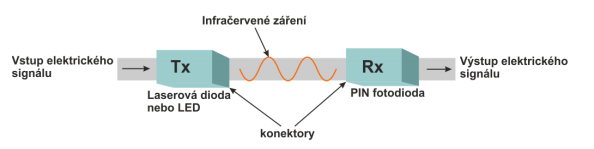 Infračervené záření
Vstup elektrického
signálu
Tx
Rx
Výstup elektrického
signálu
Laserová dioda
nebo LED
PIN fotodioda
konektory